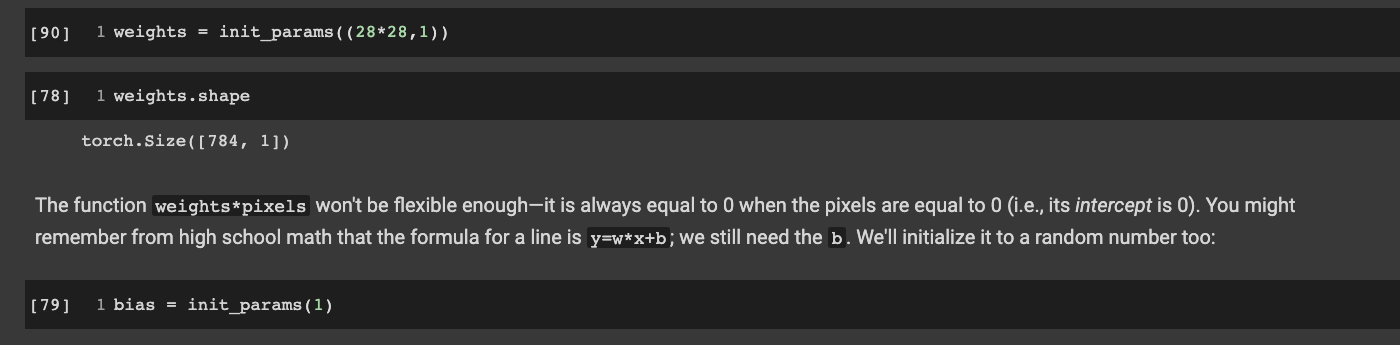 [90] 1 weights = init_params((28*28,1))
[78] 1 weights.shape
torch.Size([784, 1])
The function weights*pixels won't be flexible enough—it is always equal to 0 when the pixels are equal to 0 (i.e., its intercept is 0). You might
remember from high school math that the formula for a line is y=w*x+b; we still need the b. We'll initialize it to a random number too:
[79] 1 bias = init_params(1)